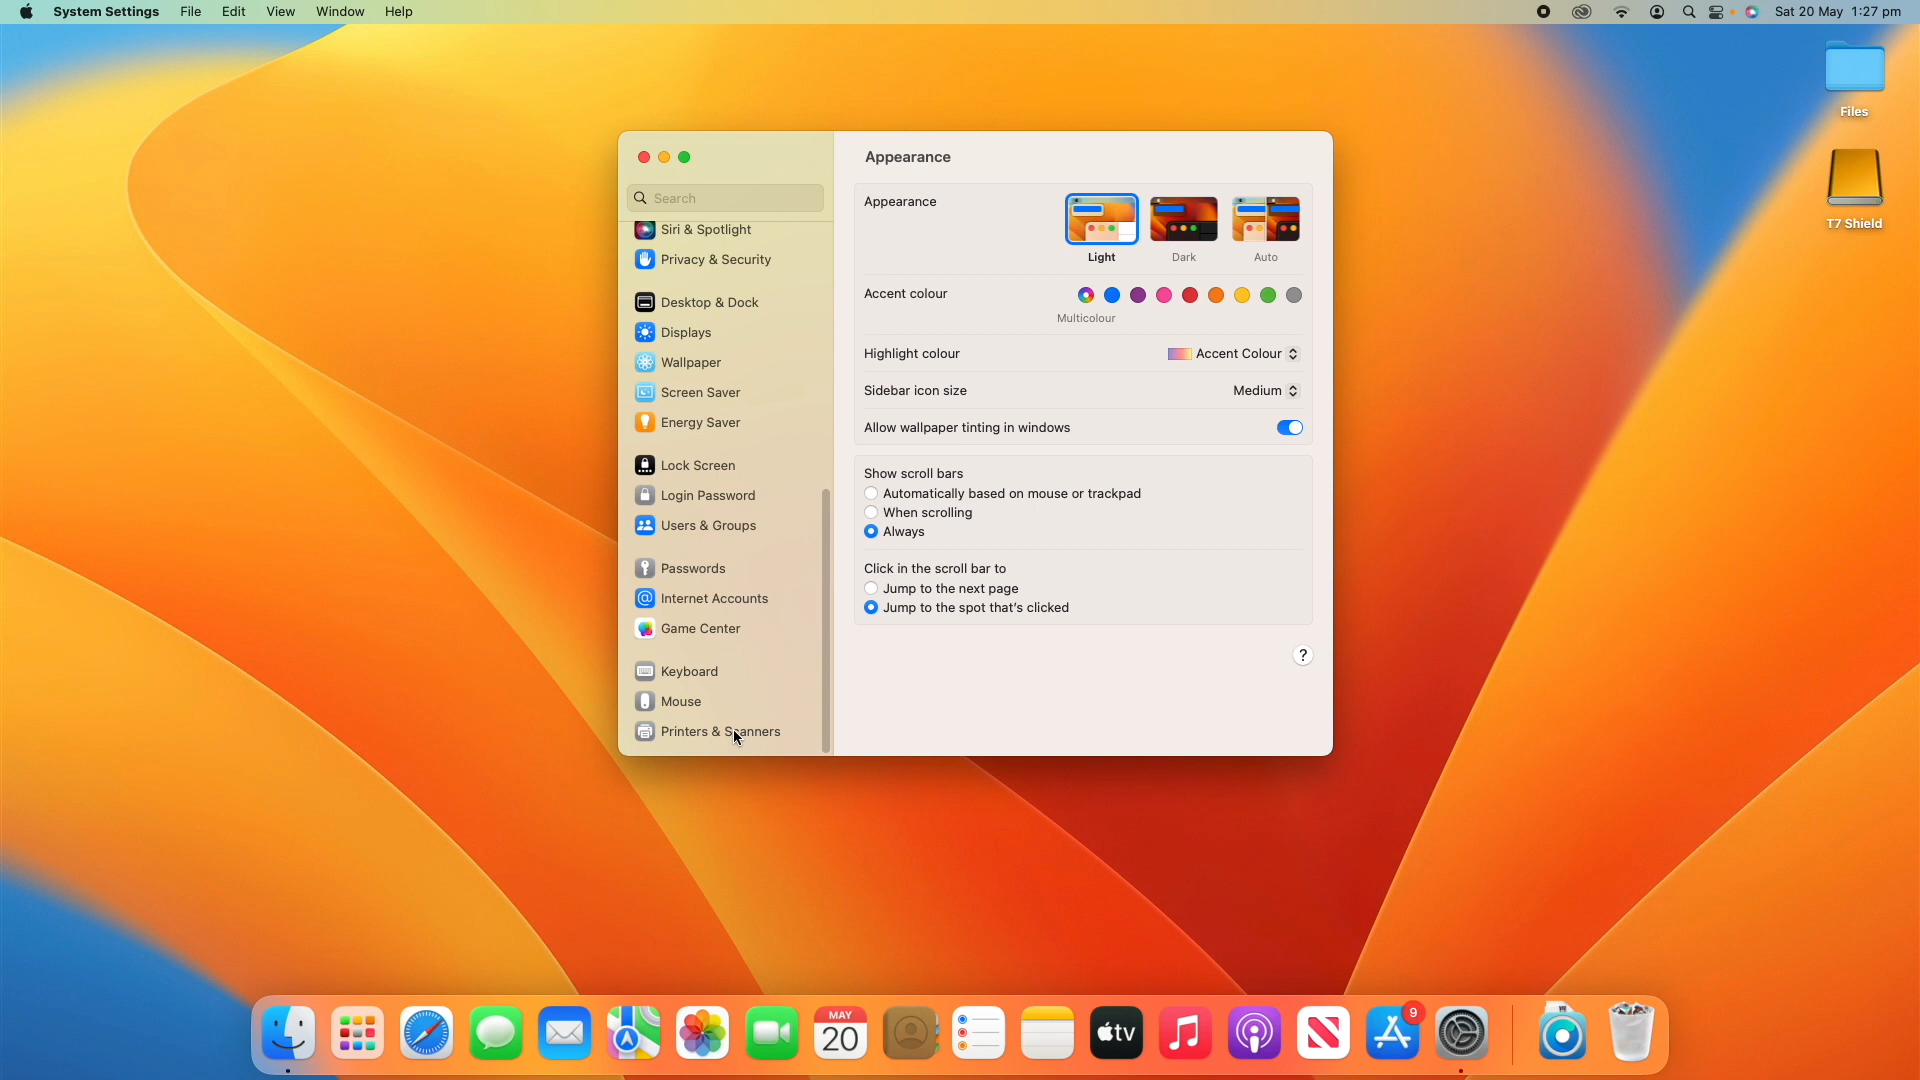 System Settings File Edit View Window Help Sat 20 May 1:27 pm
Files
T7 Shield
Search
Siri & Spotlight
Privacy & Security
Desktop & Dock
Displays
Wallpaper
Screen Saver
Energy Saver
Lock Screen
Login Password
Users & Groups
Passwords
Internet Accounts
Game Center
Keyboard
Mouse
Printers & Scanners
Appearance
Appearance
Light Dark Auto
Accent colour
Multicolour
Highlight colour Accent Colour
Sidebar icon size Medium
Allow wallpaper tinting in windows
Show scroll bars
Automatically based on mouse or trackpad
When scrolling
Always
Click in the scroll bar to
Jump to the next page
Jump to the spot that's clicked
?
MAY
20
tv
9